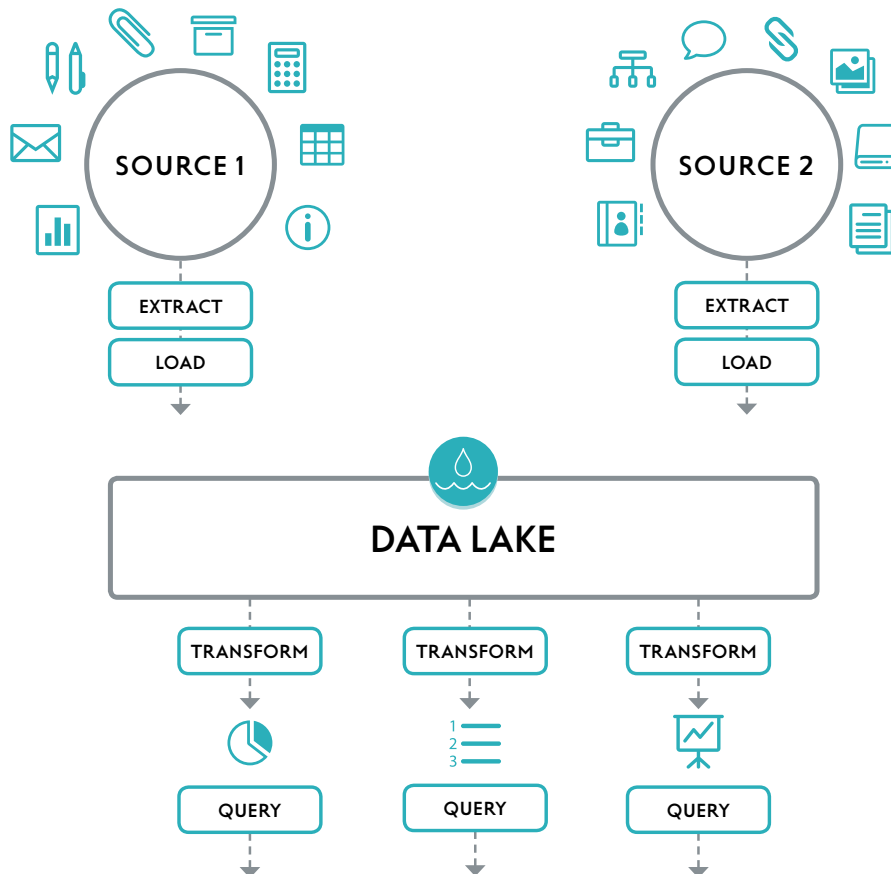 SOURCE 1
SOURCE 2
EXTRACT
EXTRACT
LOAD
LOAD
DATA LAKE
TRANSFORM
TRANSFORM
TRANSFORM
1
2
3
QUERY
QUERY
QUERY